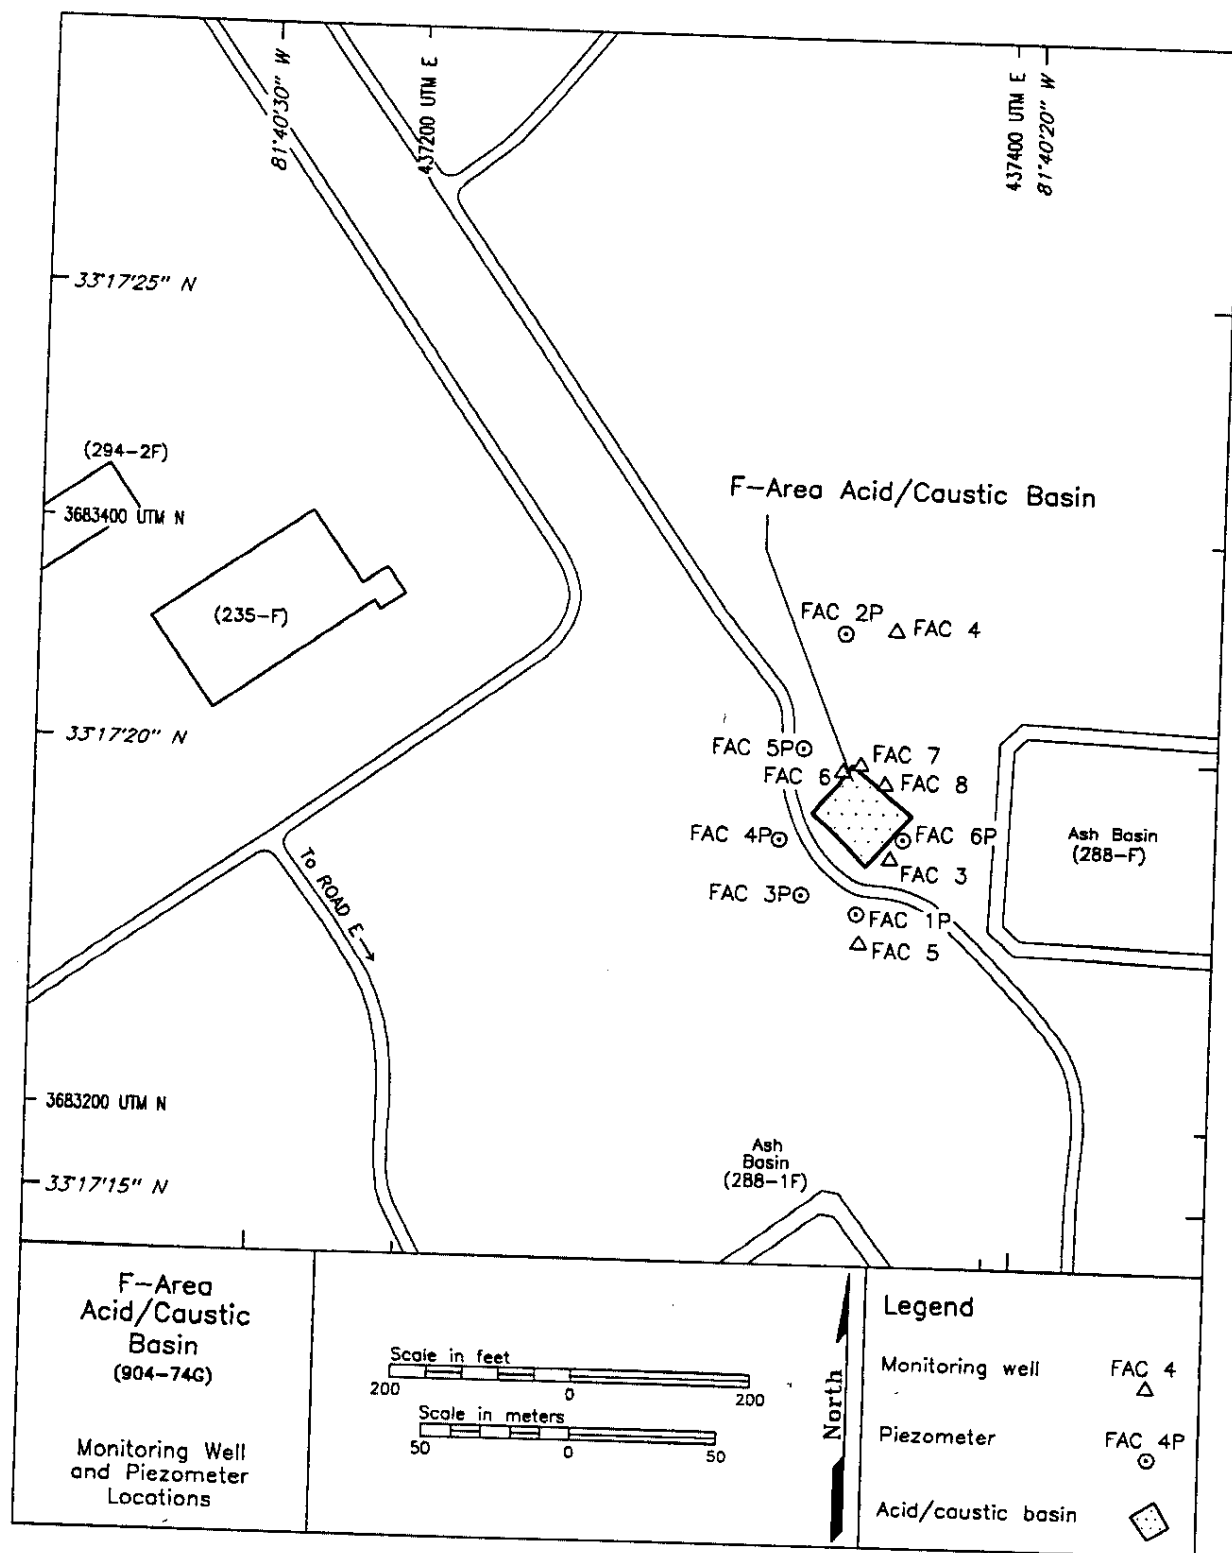 81°40'30" W
437200 UTM E
437400 UTM E
81°40'20" W
33°17'25" N
(294-2F)
3683400 UTM N
F-Area Acid/Caustic Basin
(235-F)
FAC 2P
FAC 4
33°17'20" N
FAC 5P
FAC 7
FAC 6
FAC 8
FAC 4P
FAC 6P
Ash Basin
(288-F)
FAC 3
To ROAD E→
FAC 3P
FAC 1P
FAC 5
3683200 UTM N
Ash
Basin
(288-1F)
33°17'15" N
F-Area
Acid/Caustic
Basin
(904-74G)
Monitoring Well
and Piezometer
Locations
Scale in feet
200 0 200
Scale in meters
50 0 50
North
Legend
Monitoring well FAC 4
Piezometer FAC 4P
Acid/caustic basin